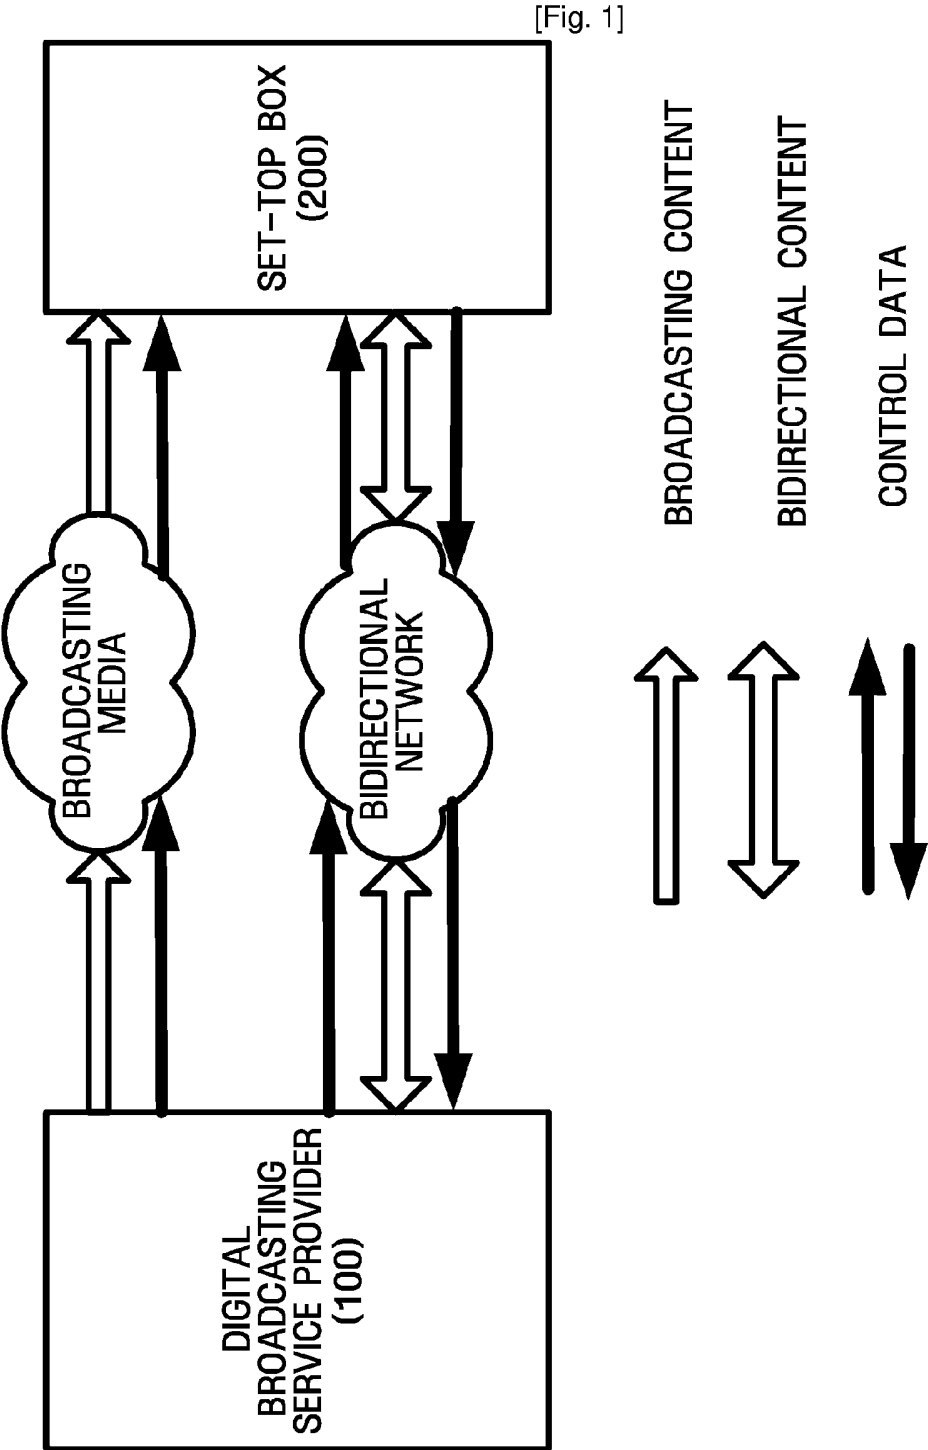 [Fig. 1]
DIGITAL
BROADCASTING
SERVICE PROVIDER
(100)
BROADCASTING
MEDIA
BIDIRECTIONAL
NETWORK
SET-TOP BOX
(200)
BROADCASTING CONTENT
BIDIRECTIONAL CONTENT
CONTROL DATA